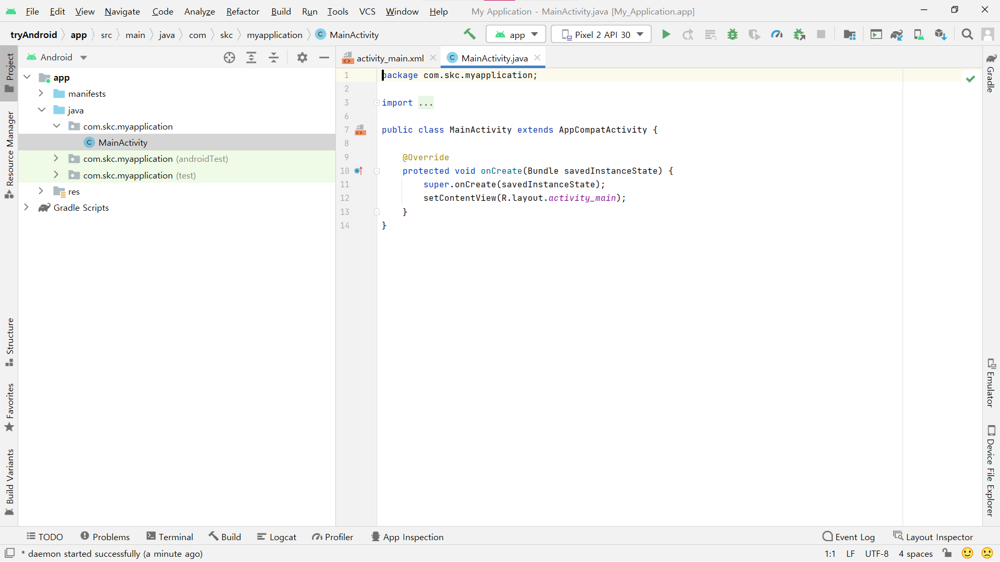 File Edit View Navigate Code Analyze Refactor Build Run Tools VCS Window Help My Application - MainActivity.java [My_Application.app]
tryAndroid app src main java com skc myapplication C MainActivity app Pixel 2 API 30
Project
Resource Manager
Structure
Favorites
Build Variants
Android
app
manifests
java
com.skc.myapplication
C MainActivity
com.skc.myapplication (androidTest)
com.skc.myapplication (test)
res
Gradle Scripts
activity_main.xml C MainActivity.java
1 package com.skc.myapplication;
2
3 import ...
6
7 public class MainActivity extends AppCompatActivity {
8
9 @Override
10 protected void onCreate(Bundle savedInstanceState) {
11 super.onCreate(savedInstanceState);
12 setContentView(R.layout.activity_main);
13 }
14 }
Gradle
Emulator
Device File Explorer
TODO Problems Terminal Build Logcat Profiler App Inspection Event Log Layout Inspector
* daemon started successfully (a minute ago) 1:1 LF UTF-8 4 spaces